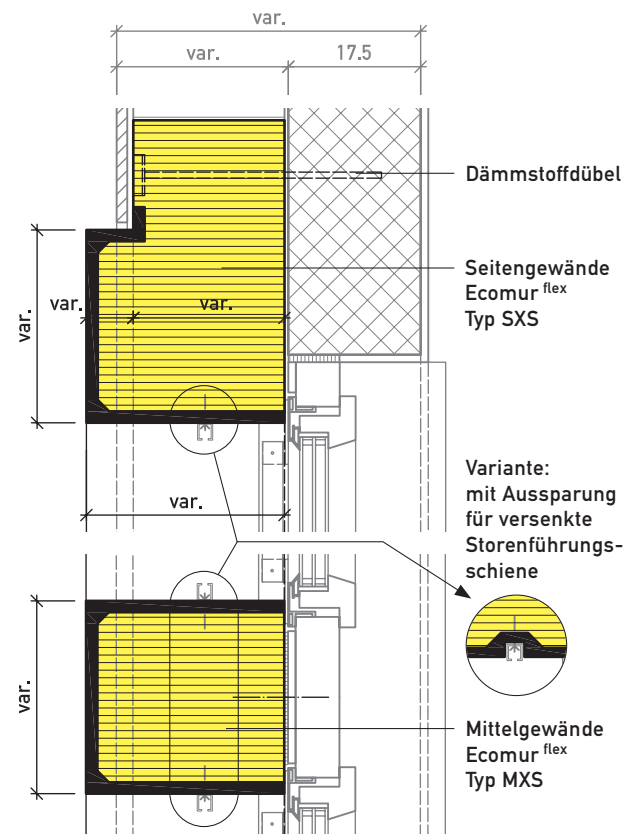 var.
var.
17.5
Dämmstoffdübel
Seitengewände
Ecomur flex
Typ SXS
var.
var.
var.
Variante:
mit Aussparung
für versenkte
Storenführungs-
schiene
var.
var.
Mittelgewände
Ecomur flex
Typ MXS